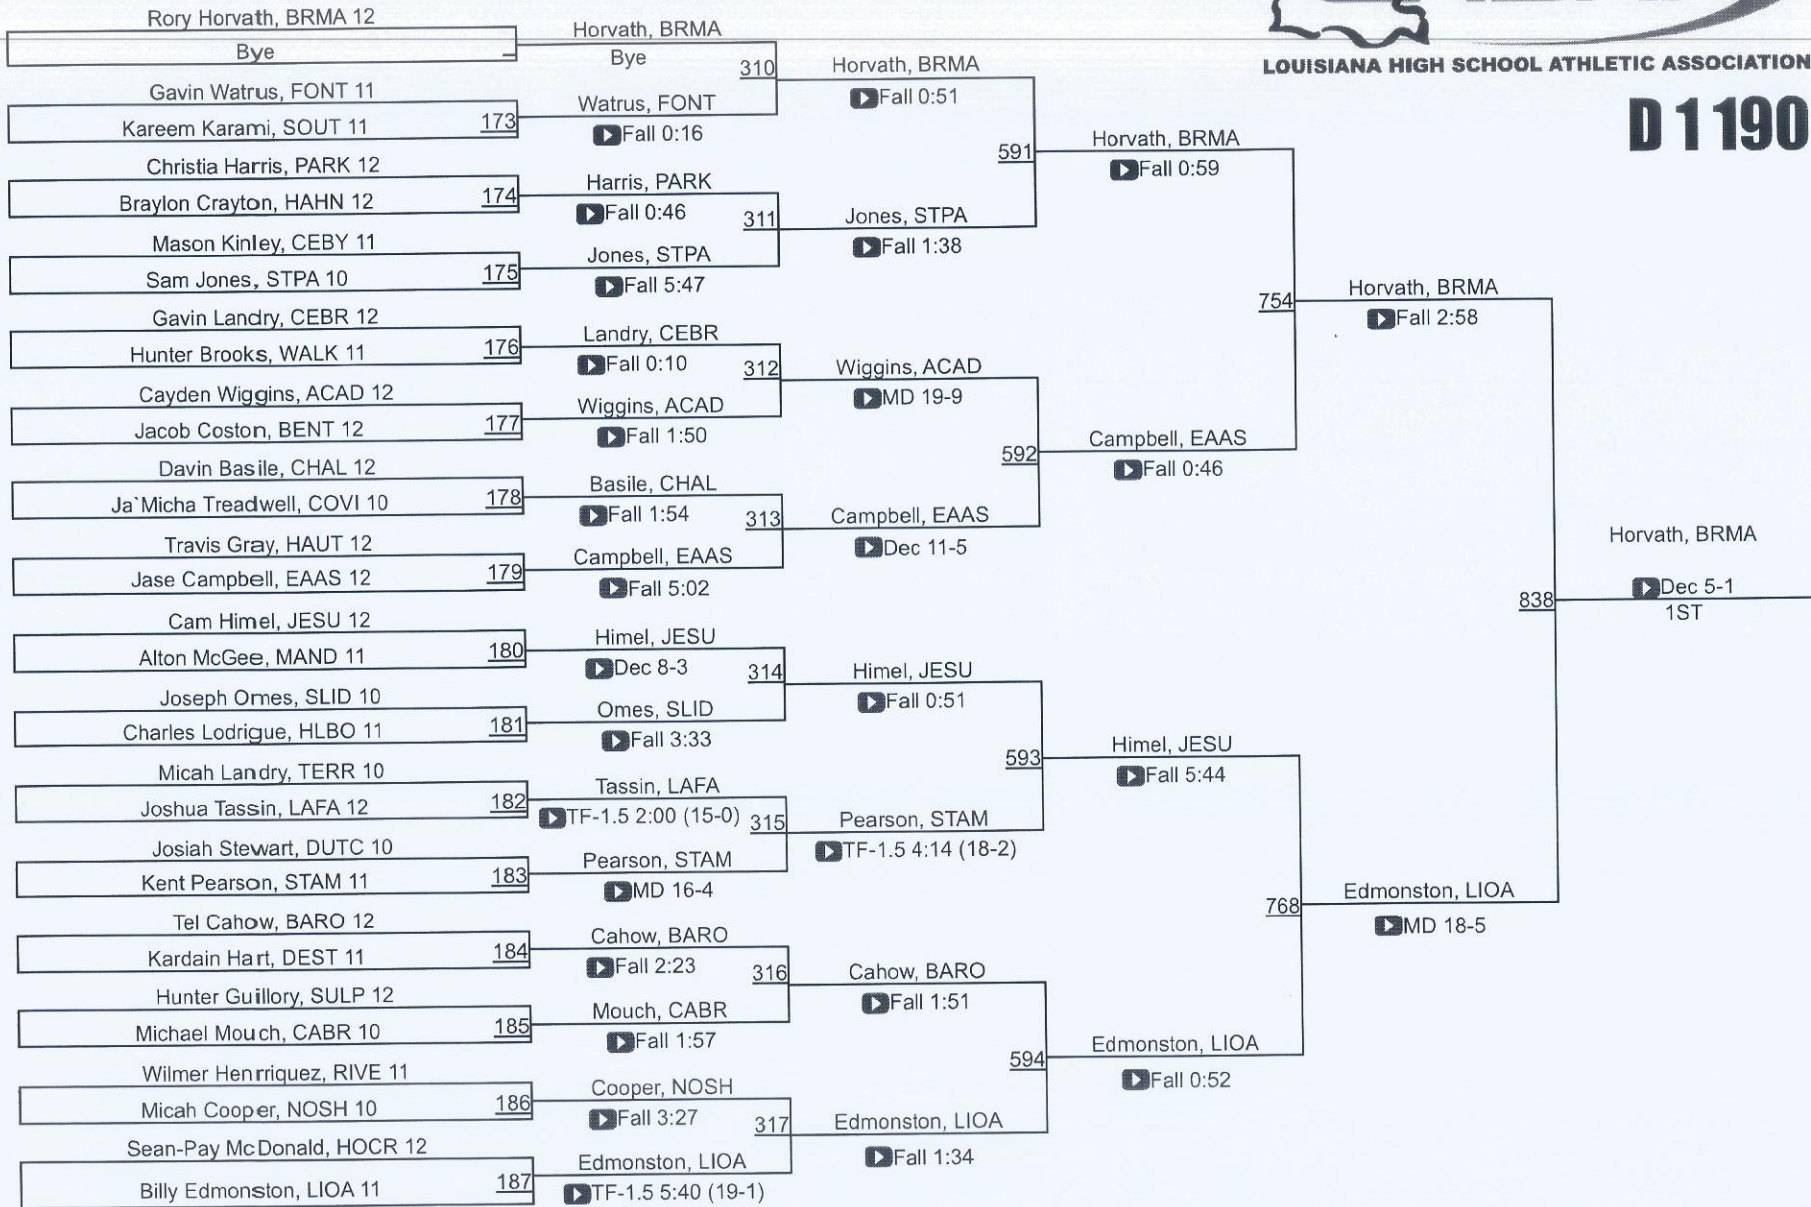 LOUISIANA HIGH SCHOOL ATHLETIC ASSOCIATION
D 1 190
Rory Horvath, BRMA 12
Bye
Gavin Watrus, FONT 11
Kareem Karami, SOUT 11
173
Christia Harris, PARK 12
Braylon Crayton, HAHN 12
174
Mason Kinley, CEBY 11
Sam Jones, STPA 10
175
Gavin Landry, CEBR 12
Hunter Brooks, WALK 11
176
Cayden Wiggins, ACAD 12
Jacob Coston, BENT 12
177
Davin Basile, CHAL 12
Ja`Micha Treadwell, COVI 10
178
Travis Gray, HAUT 12
Jase Campbell, EAAS 12
179
Cam Himel, JESU 12
Alton McGee, MAND 11
180
Joseph Omes, SLID 10
Charles Lodrigue, HLBO 11
181
Micah Landry, TERR 10
Joshua Tassin, LAFA 12
182
Josiah Stewart, DUTC 10
Kent Pearson, STAM 11
183
Tel Cahow, BARO 12
Kardain Hart, DEST 11
184
Hunter Guillory, SULP 12
Michael Mouch, CABR 10
185
Wilmer Henrriquez, RIVE 11
Micah Cooper, NOSH 10
186
Sean-Pay McDonald, HOCR 12
Billy Edmonston, LIOA 11
187
Horvath, BRMA
Bye
310
Watrus, FONT
Fall 0:16
Harris, PARK
Fall 0:46
311
Jones, STPA
Fall 5:47
Landry, CEBR
Fall 0:10
312
Wiggins, ACAD
Fall 1:50
Basile, CHAL
Fall 1:54
313
Campbell, EAAS
Fall 5:02
Himel, JESU
Dec 8-3
314
Omes, SLID
Fall 3:33
Tassin, LAFA
TF-1.5 2:00 (15-0)
315
Pearson, STAM
MD 16-4
Cahow, BARO
Fall 2:23
316
Mouch, CABR
Fall 1:57
Cooper, NOSH
Fall 3:27
317
Edmonston, LIOA
TF-1.5 5:40 (19-1)
Horvath, BRMA
Fall 0:51
591
Jones, STPA
Fall 1:38
Wiggins, ACAD
MD 19-9
592
Campbell, EAAS
Dec 11-5
Himel, JESU
Fall 0:51
593
Pearson, STAM
TF-1.5 4:14 (18-2)
Cahow, BARO
Fall 1:51
594
Edmonston, LIOA
Fall 1:34
Horvath, BRMA
Fall 0:59
754
Campbell, EAAS
Fall 0:46
Himel, JESU
Fall 5:44
768
Edmonston, LIOA
Fall 0:52
Horvath, BRMA
Fall 2:58
838
Edmonston, LIOA
MD 18-5
Horvath, BRMA
Dec 5-1
1ST